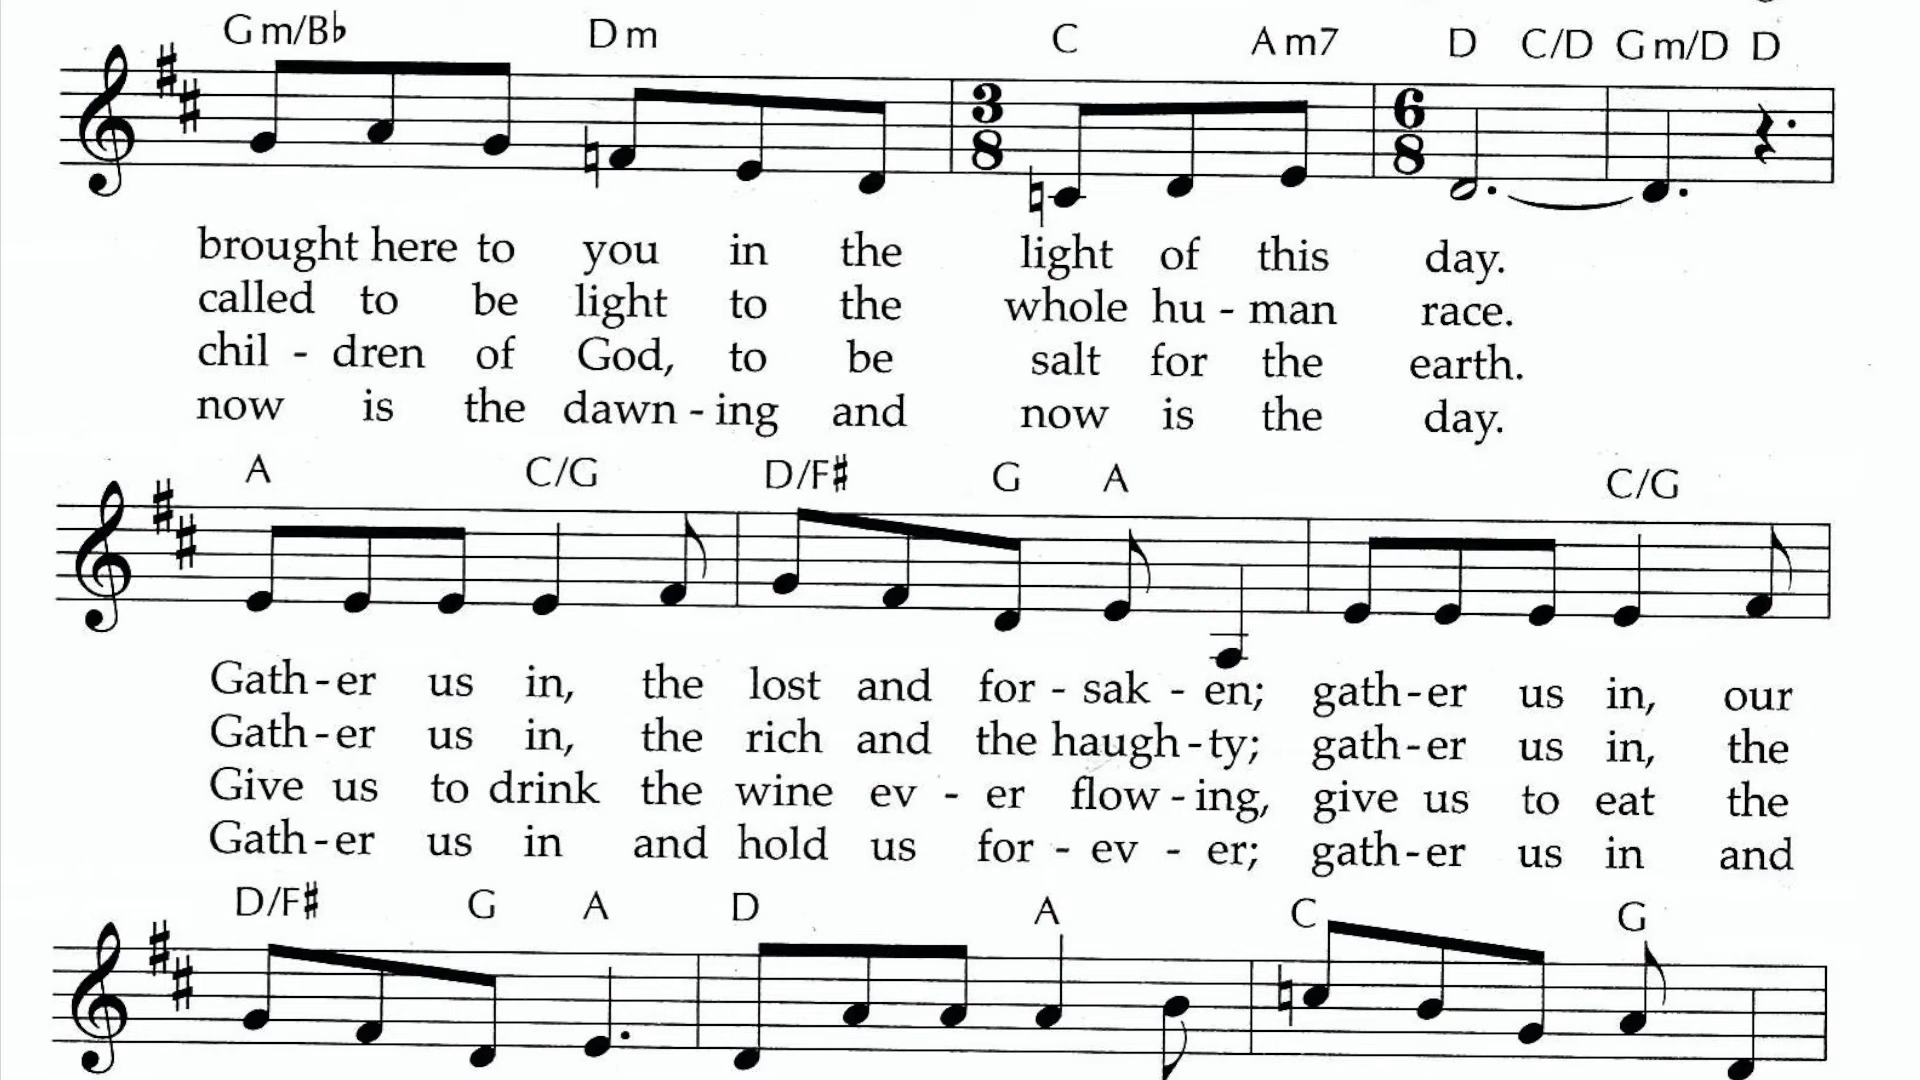 Gm/B♭ Dm C Am7 D C/D Gm/D D
3 8 6 8
brought here to you in the light of this day.
called to be light to the whole hu - man race.
chil - dren of God, to be salt for the earth.
now is the dawn - ing and now is the day.
A C/G D/F♯ G A C/G
Gath - er us in, the lost and for - sak - en; gath - er us in, our
Gath - er us in, the rich and the haugh - ty; gath - er us in, the
Give us to drink the wine ev - er flow - ing, give us to eat the
Gath - er us in and hold us for - ev - er; gath - er us in and
D/F♯ G A D A C G